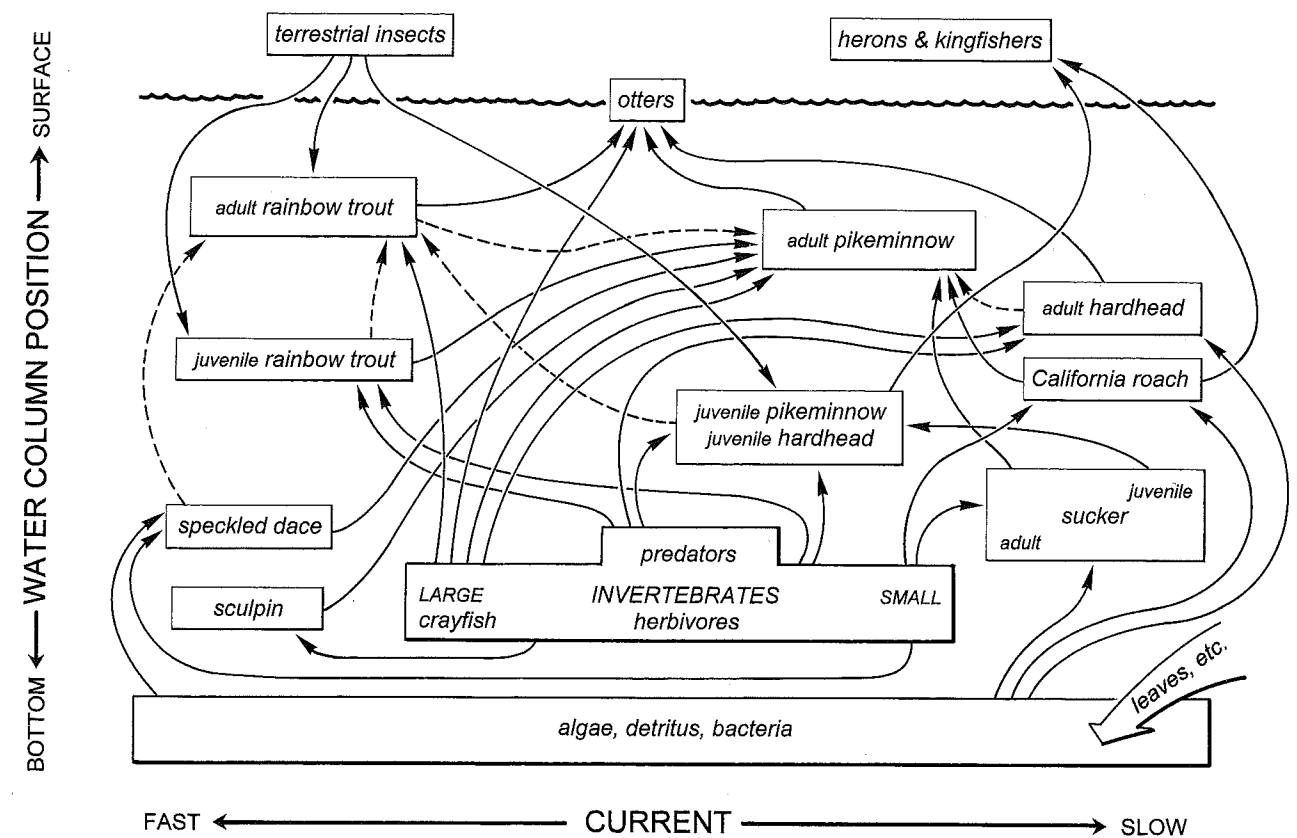 terrestrial insects
herons & kingfishers
otters
adult rainbow trout
adult pikeminnow
adult hardhead
juvenile rainbow trout
California roach
juvenile pikeminnow
juvenile hardhead
juvenile
sucker
adult
speckled dace
predators
LARGE
INVERTEBRATES
SMALL
crayfish
herbivores
sculpin
leaves, etc.
algae, detritus, bacteria
BOTTOM
WATER COLUMN POSITION
SURFACE
FAST
CURRENT
SLOW